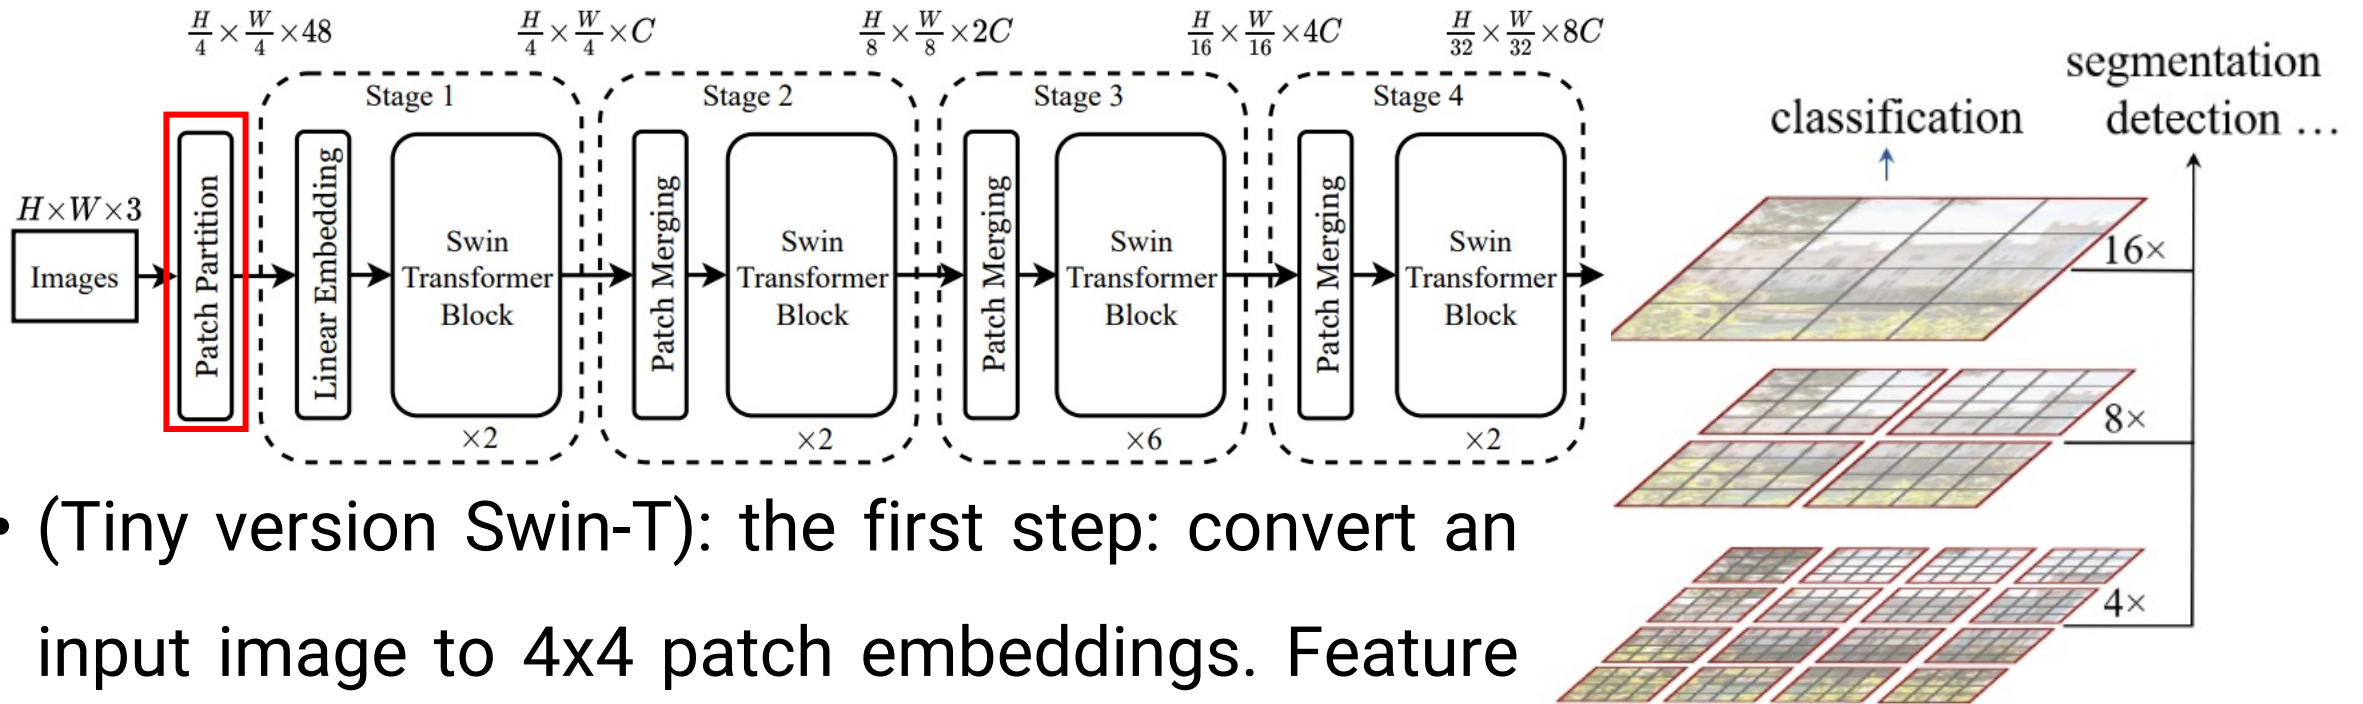 H/4 × W/4 × 48
H/4 × W/4 × C
H/8 × W/8 × 2C
H/16 × W/16 × 4C
H/32 × W/32 × 8C
H×W×3
Images
Patch Partition
Stage 1
Linear Embedding
Swin
Transformer
Block
×2
Stage 2
Patch Merging
Swin
Transformer
Block
×2
Stage 3
Patch Merging
Swin
Transformer
Block
×6
Stage 4
Patch Merging
Swin
Transformer
Block
×2
classification
segmentation
detection ...
16×
8×
4×
• (Tiny version Swin-T): the first step: convert an
input image to 4x4 patch embeddings. Feature